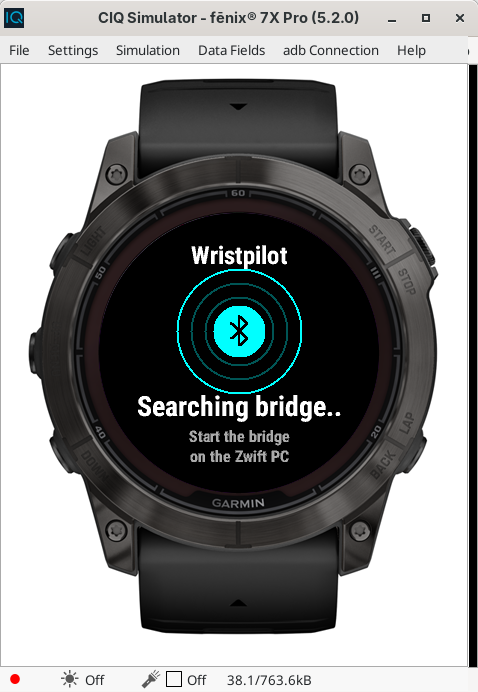 IQ CIQ Simulator - fēnix® 7X Pro (5.2.0)
File Settings Simulation Data Fields adb Connection Help
60
LIGHT
START
STOP
50
Wristpilot
Searching bridge..
Start the bridge
on the Zwift PC
40
20
DOWN
BACK
LAP
GARMIN
Off Off 38.1/763.6kB